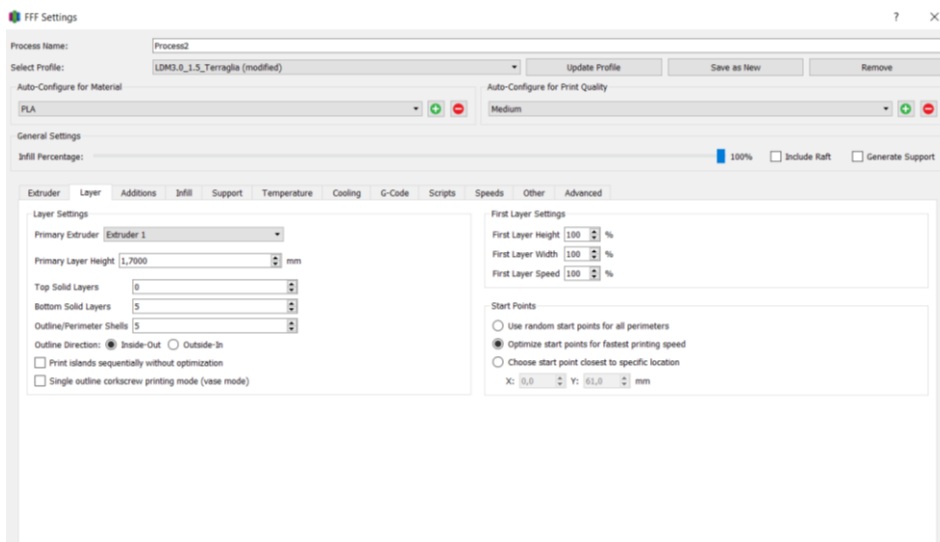 FFF Settings ? ×
Process Name: Process2
Select Profile: LDM3.0_1.5_Terraglia (modified) Update Profile Save as New Remove
Auto-Configure for Material Auto-Configure for Print Quality
PLA Medium
General Settings
Infill Percentage: 100% Include Raft Generate Support
Extruder Layer Additions Infill Support Temperature Cooling G-Code Scripts Speeds Other Advanced
Layer Settings
Primary Extruder Extruder 1
Primary Layer Height 1,7000 mm
Top Solid Layers 0
Bottom Solid Layers 5
Outline/Perimeter Shells 5
Outline Direction: Inside-Out Outside-In
Print islands sequentially without optimization
Single outline corkscrew printing mode (vase mode)
First Layer Settings
First Layer Height 100 %
First Layer Width 100 %
First Layer Speed 100 %
Start Points
Use random start points for all perimeters
Optimize start points for fastest printing speed
Choose start point closest to specific location
X: 0,0 Y: 61,0 mm